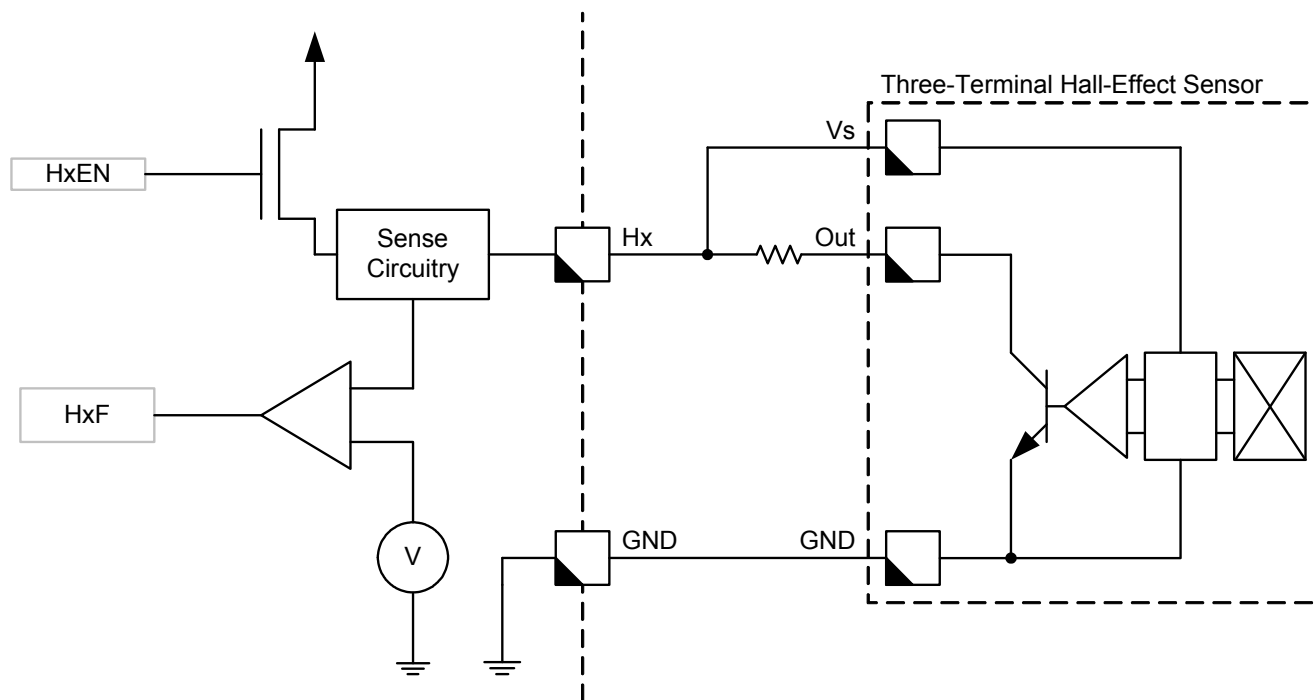 Three-Terminal Hall-Effect Sensor
Vs
HxEN
Sense
Circuitry
Hx
Out
HxF
V
GND
GND